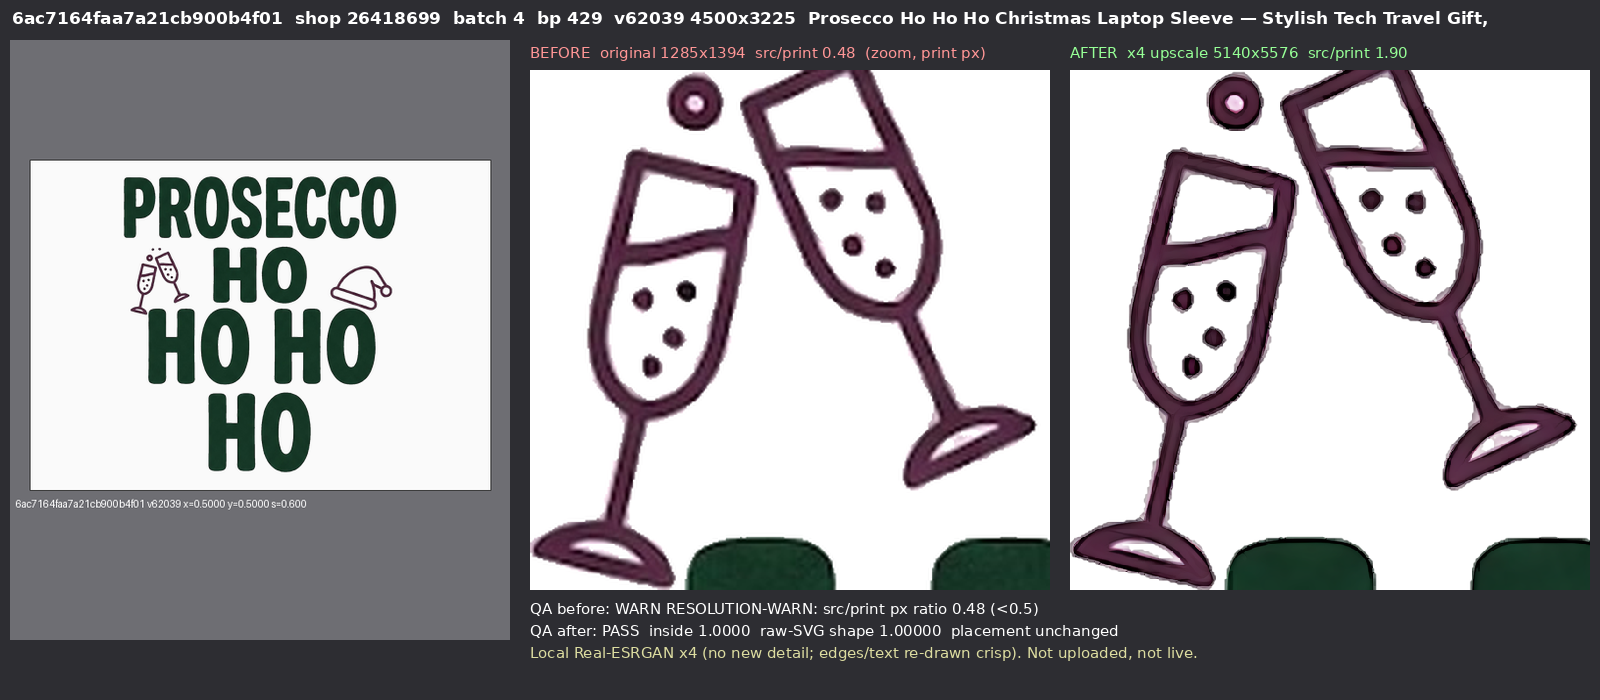 6ac7164faa7a21cb900b4f01  shop 26418699  batch 4  bp 429  v62039 4500x3225  Prosecco Ho Ho Ho Christmas Laptop Sleeve — Stylish Tech Travel Gift,
BEFORE  original 1285x1394  src/print 0.48  (zoom, print px)
AFTER  x4 upscale 5140x5576  src/print 1.90
PROSECCO
HO
HO HO
HO
6ac7164faa7a21cb900b4f01 v62039 x=0.5000 y=0.5000 s=0.600
QA before: WARN RESOLUTION-WARN: src/print px ratio 0.48 (<0.5)
QA after: PASS  inside 1.0000  raw-SVG shape 1.00000  placement unchanged
Local Real-ESRGAN x4 (no new detail; edges/text re-drawn crisp). Not uploaded, not live.